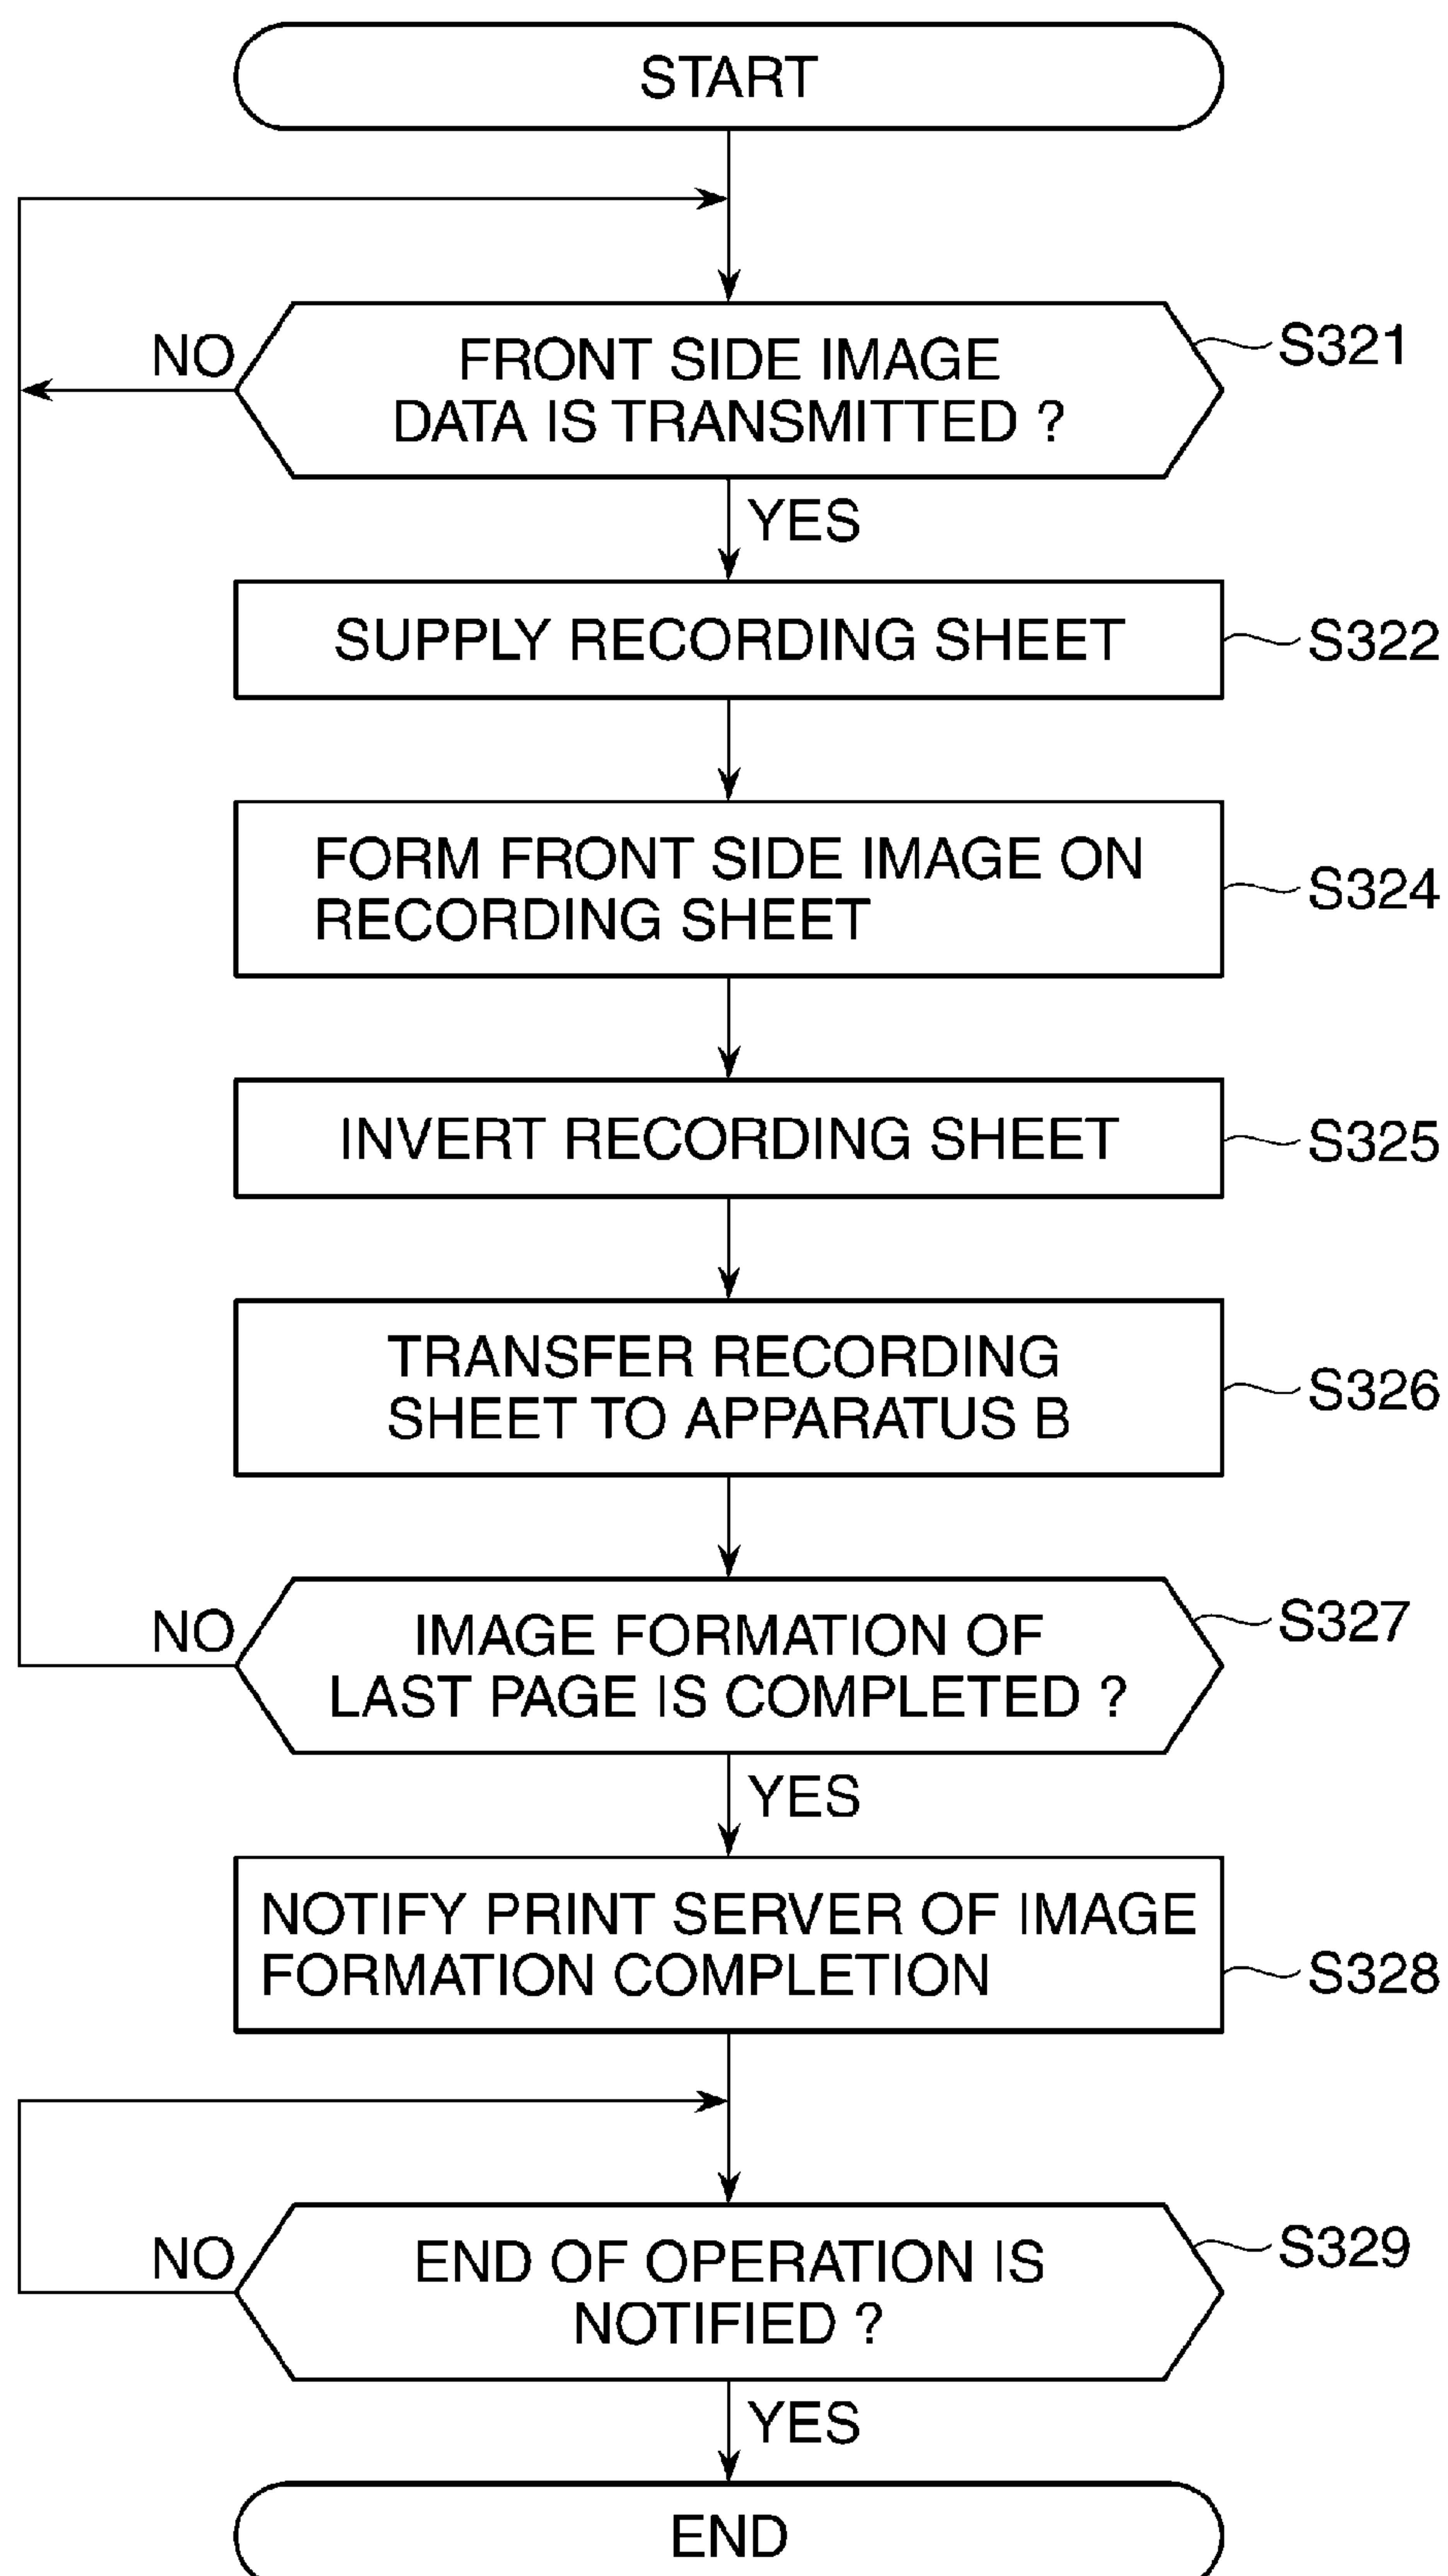 START
NO
FRONT SIDE IMAGE
DATA IS TRANSMITTED ?
S321
YES
SUPPLY RECORDING SHEET
S322
FORM FRONT SIDE IMAGE ON
RECORDING SHEET
S324
INVERT RECORDING SHEET
S325
TRANSFER RECORDING
SHEET TO APPARATUS B
S326
NO
IMAGE FORMATION OF
LAST PAGE IS COMPLETED ?
S327
YES
NOTIFY PRINT SERVER OF IMAGE
FORMATION COMPLETION
S328
NO
END OF OPERATION IS
NOTIFIED ?
S329
YES
END